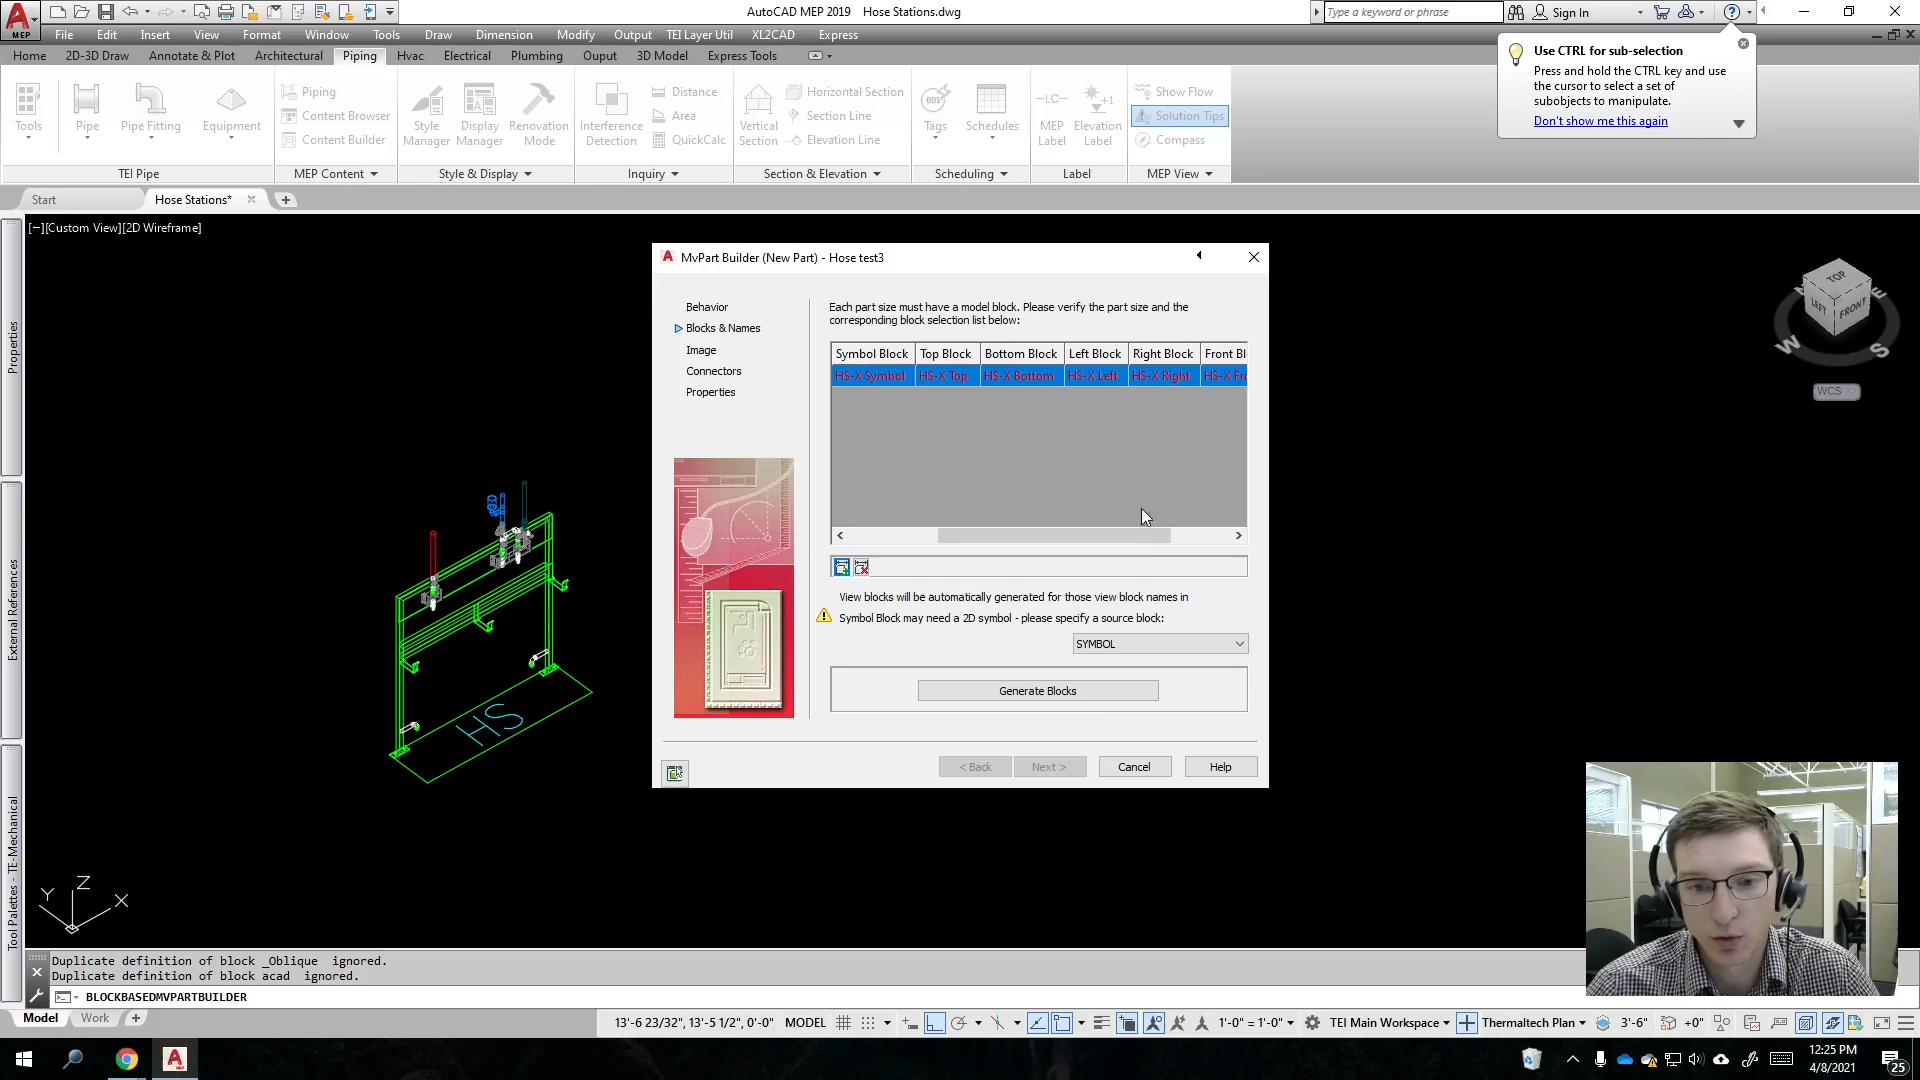 AutoCAD MEP 2019 Hose Stations.dwg
Type a keyword or phrase
Sign In
MEP
File Edit Insert View Format Window Tools Draw Dimension Modify Output TEI Layer Util XL2CAD Express
Home 2D-3D Draw Annotate & Plot Architectural Piping Hvac Electrical Plumbing Ouput 3D Model Express Tools
Use CTRL for sub-selection
Press and hold the CTRL key and use
the cursor to select a set of
subobjects to manipulate.
Don't show me this again
Tools
Pipe
Pipe Fitting
Equipment
Piping
Content Browser
Content Builder
Style
Manager
Display
Manager
Renovation
Mode
Interference
Detection
Distance
Area
QuickCalc
Vertical
Section
Horizontal Section
Section Line
Elevation Line
Tags
Schedules
MEP
Label
Elevation
Label
Show Flow
Solution Tips
Compass
TEI Pipe
MEP Content
Style & Display
Inquiry
Section & Elevation
Scheduling
Label
MEP View
Start
Hose Stations*
[−][Custom View][2D Wireframe]
Properties
External References
Tool Palettes - TE-Mechanical
TOP
LEFT
FRONT
W
S
WCS
MvPart Builder (New Part) - Hose test3
Behavior
Blocks & Names
Image
Connectors
Properties
Each part size must have a model block. Please verify the part size and the
corresponding block selection list below:
Symbol Block Top Block Bottom Block Left Block Right Block Front Bl
HS-X Symbol HS-X Top HS-X Bottom HS-X Left HS-X Right HS-X Fro
View blocks will be automatically generated for those view block names in
Symbol Block may need a 2D symbol - please specify a source block:
SYMBOL
Generate Blocks
< Back
Next >
Cancel
Help
HS
Z
Y
X
Duplicate definition of block _Oblique ignored.
Duplicate definition of block acad ignored.
BLOCKBASEDMVPARTBUILDER
Model
Work
13'-6 23/32", 13'-5 1/2", 0'-0"
MODEL
1'-0" = 1'-0"
TEI Main Workspace
Thermaltech Plan
3'-6"
+0"
12:25 PM
4/8/2021
25